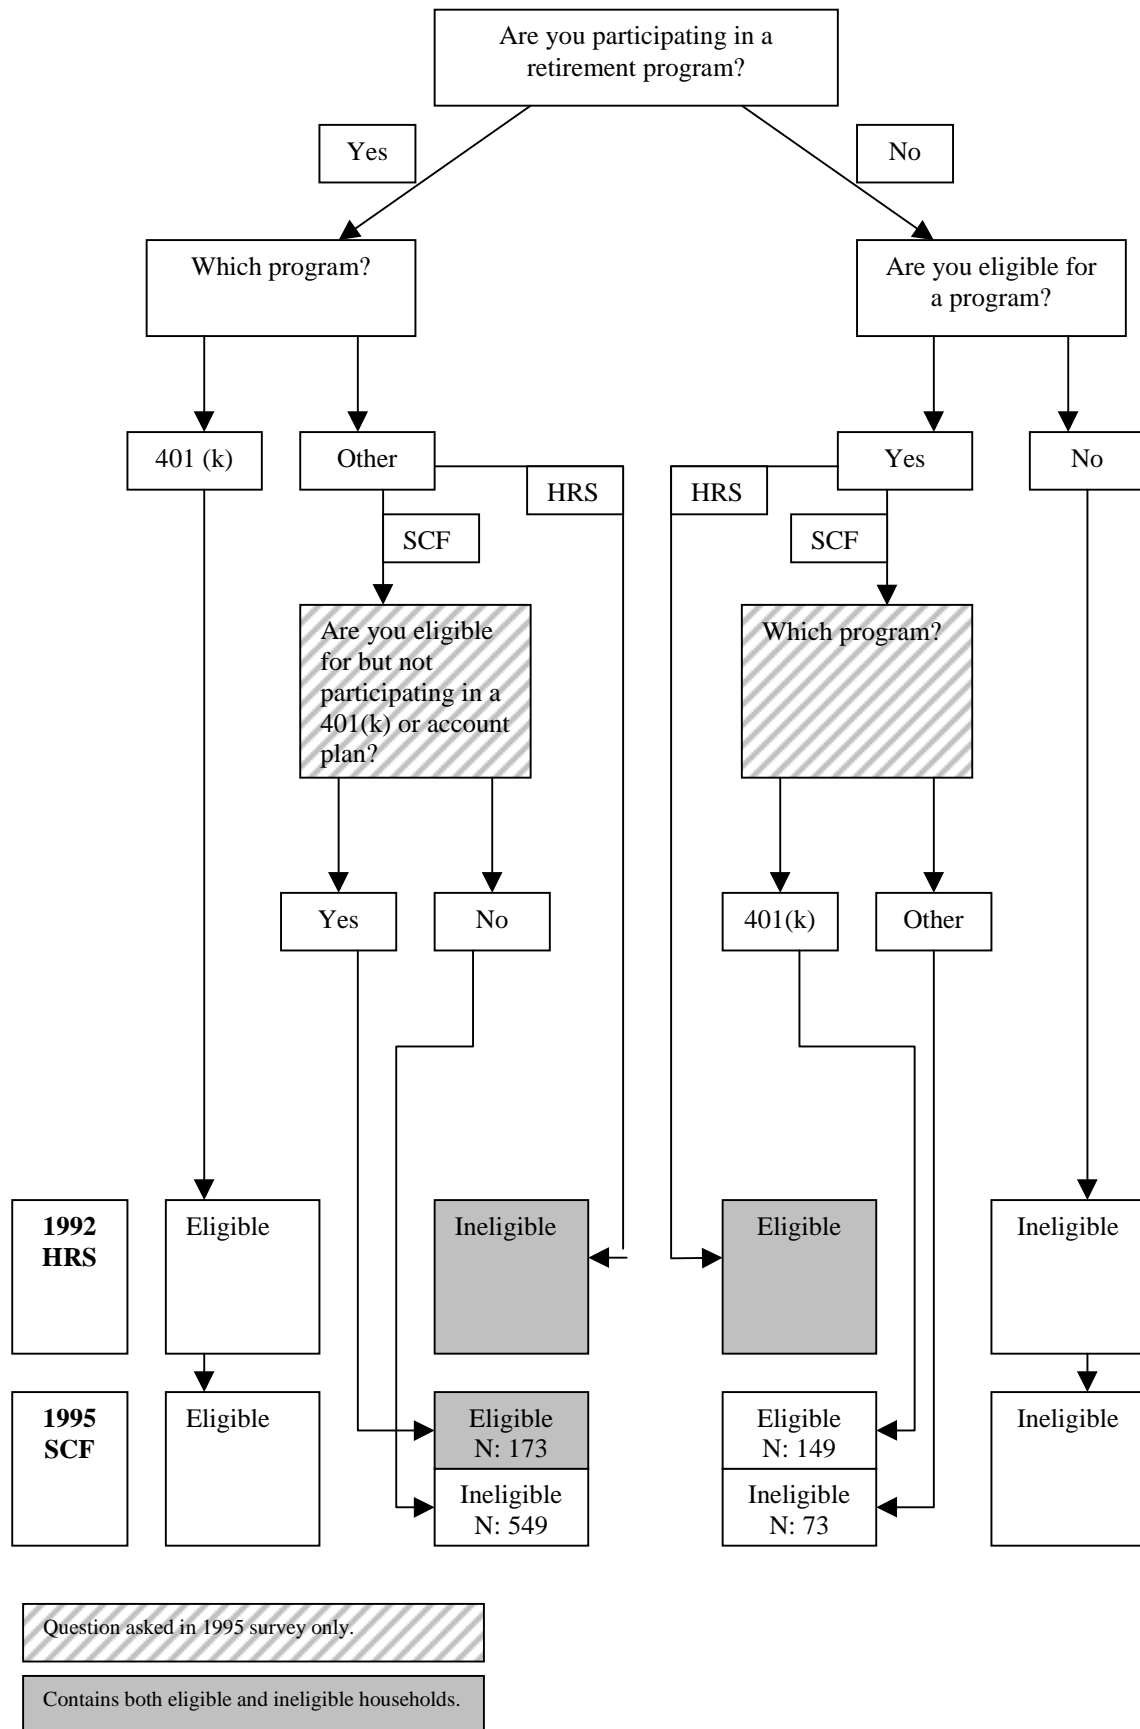 Are you participating in a
retirement program?
Yes
No
Which program?
Are you eligible for
a program?
401 (k)
Other
Yes
No
HRS
HRS
SCF
SCF
Are you eligible
for but not
participating in a
401(k) or account
plan?
Which program?
Yes
No
401(k)
Other
1992
HRS
Eligible
Ineligible
Eligible
Ineligible
1995
SCF
Eligible
Eligible
N: 173
Ineligible
N: 549
Eligible
N: 149
Ineligible
N: 73
Ineligible
Question asked in 1995 survey only.
Contains both eligible and ineligible households.